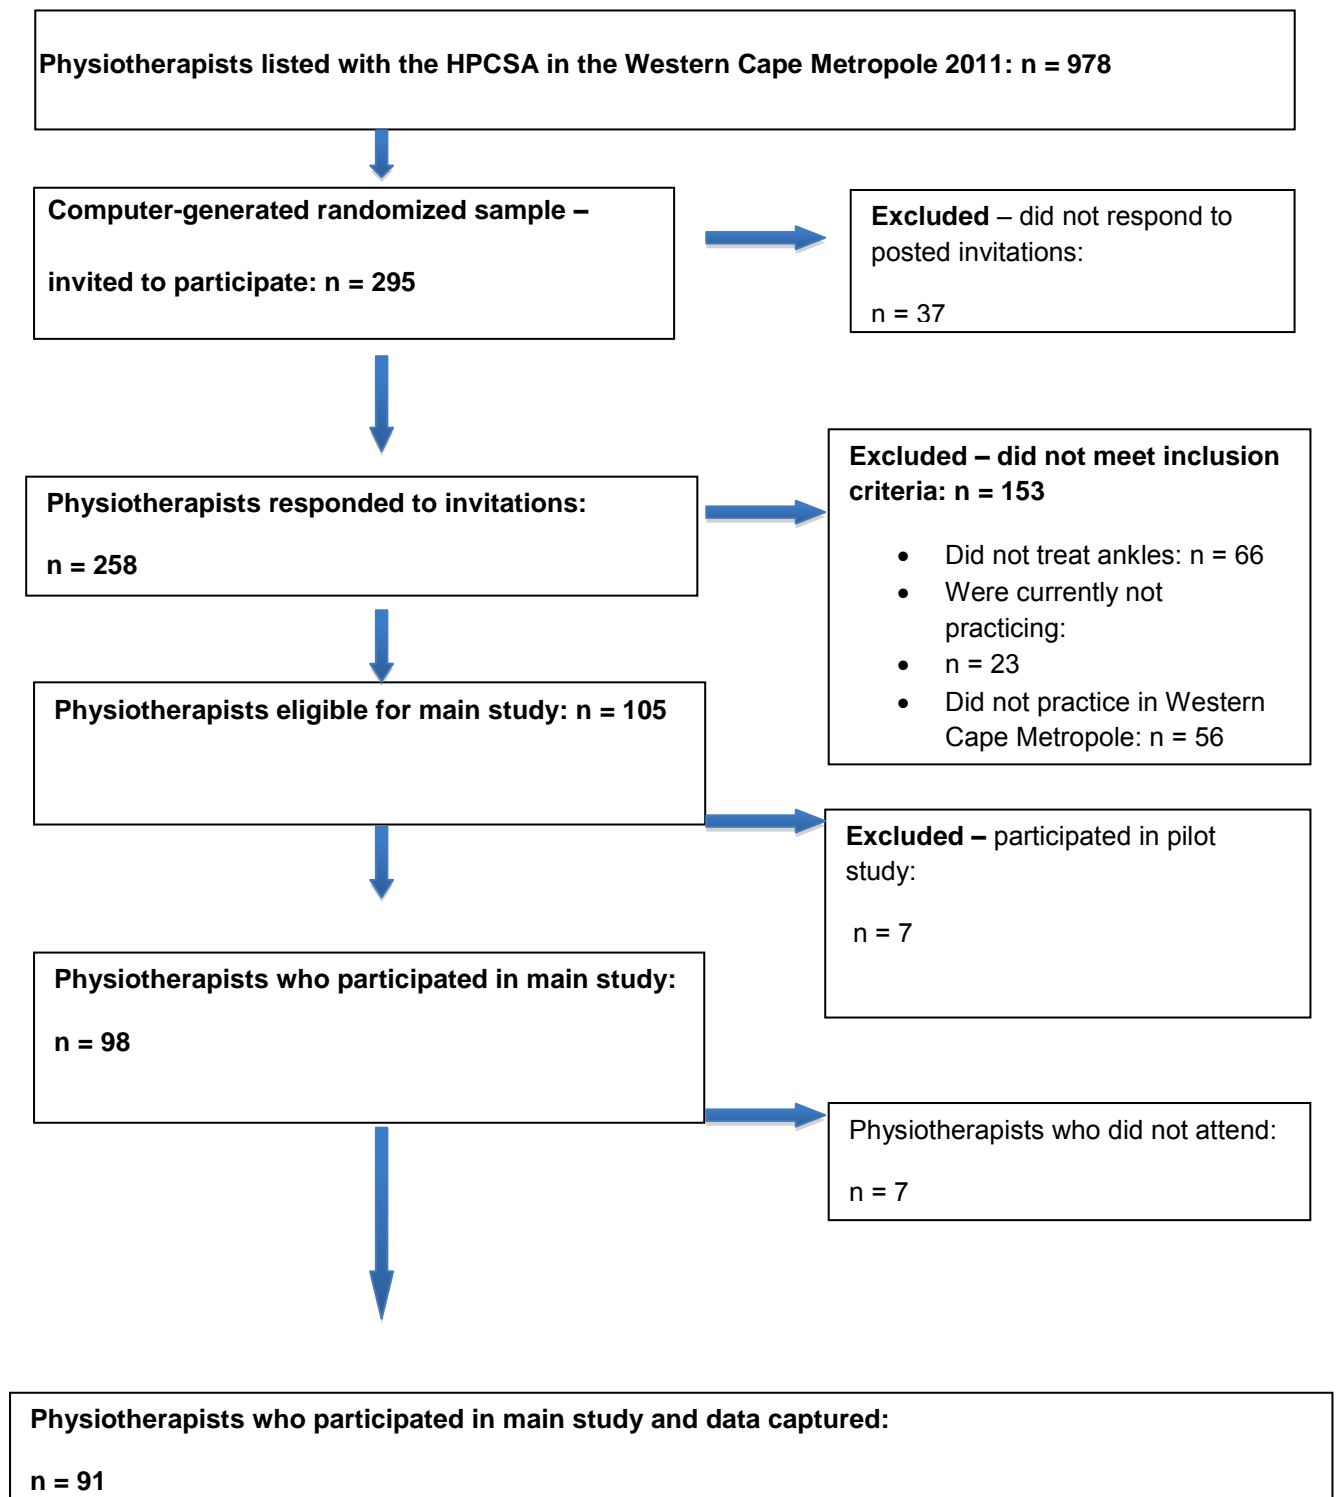 Physiotherapists listed with the HPCSA in the Western Cape Metropole 2011: n = 978
Computer-generated randomized sample –
invited to participate: n = 295
Excluded – did not respond to
posted invitations:
n = 37
Physiotherapists responded to invitations:
n = 258
Excluded – did not meet inclusion
criteria: n = 153
• Did not treat ankles: n = 66
• Were currently not
practicing:
• n = 23
• Did not practice in Western
Cape Metropole: n = 56
Physiotherapists eligible for main study: n = 105
Excluded – participated in pilot
study:
n = 7
Physiotherapists who participated in main study:
n = 98
Physiotherapists who did not attend:
n = 7
Physiotherapists who participated in main study and data captured:
n = 91